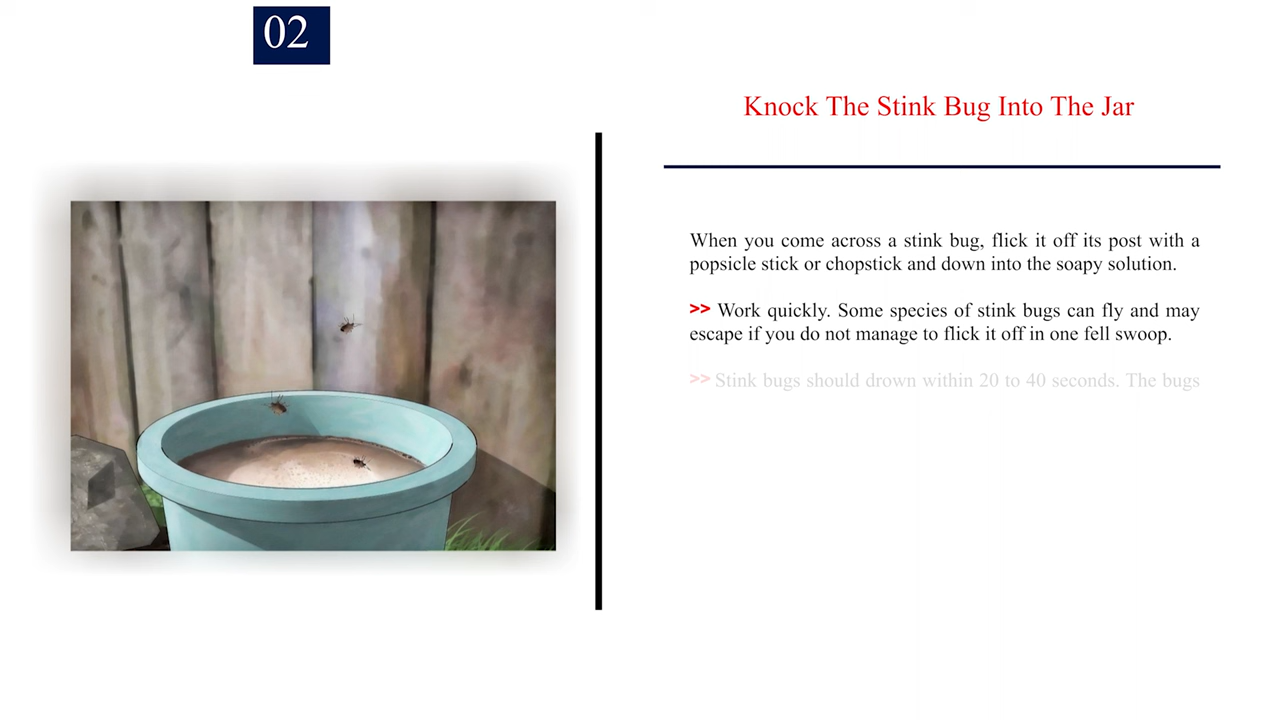 02
Knock The Stink Bug Into The Jar
When you come across a stink bug, flick it off its post with a
popsicle stick or chopstick and down into the soapy solution.
>> Work quickly. Some species of stink bugs can fly and may
escape if you do not manage to flick it off in one fell swoop.
>> Stink bugs should drown within 20 to 40 seconds. The bugs